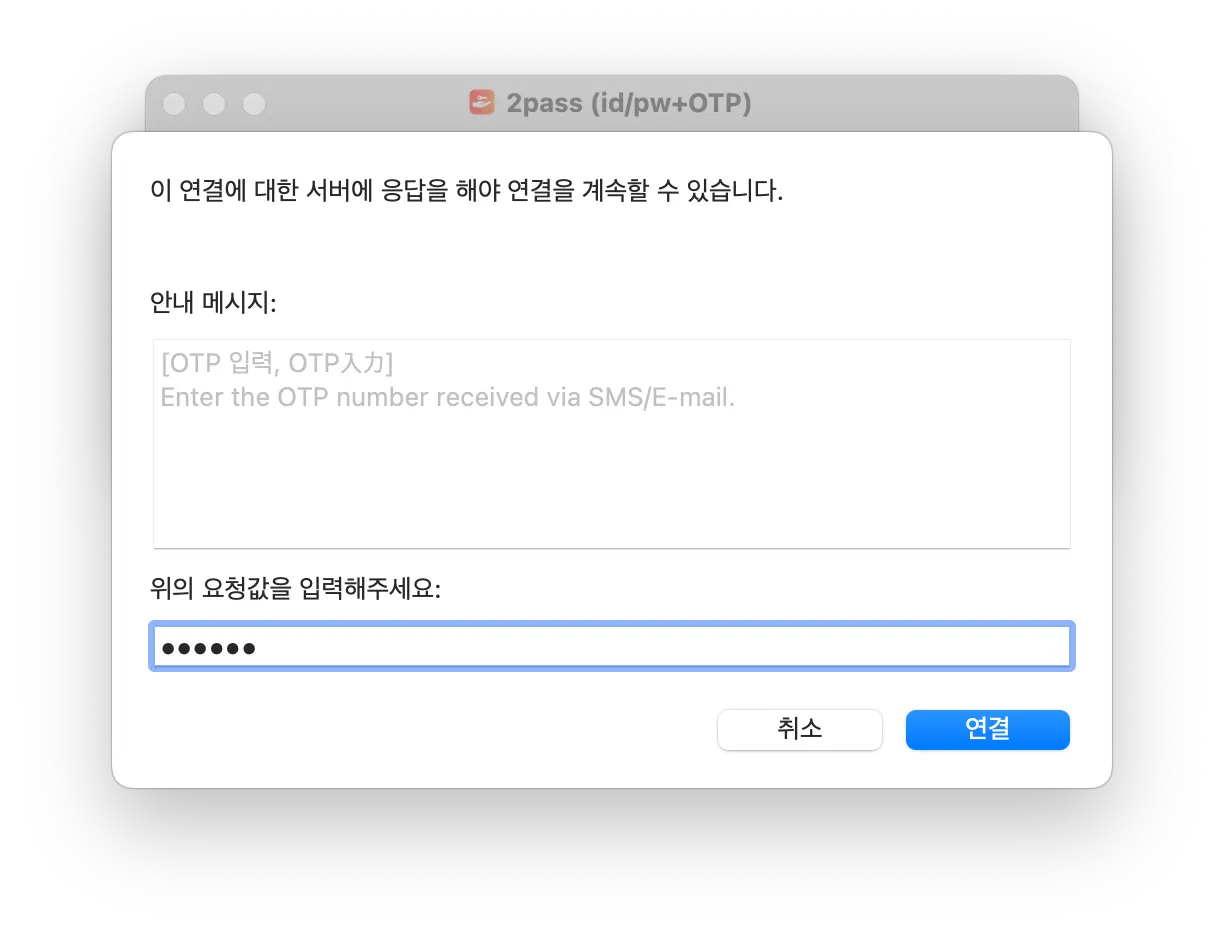 2pass (id/pw+OTP)
이 연결에 대한 서버에 응답을 해야 연결을 계속할 수 있습니다.
안내 메시지:
[OTP 입력, OTP入力]
Enter the OTP number received via SMS/E-mail.
위의 요청값을 입력해주세요:
●●●●●●
취소
연결